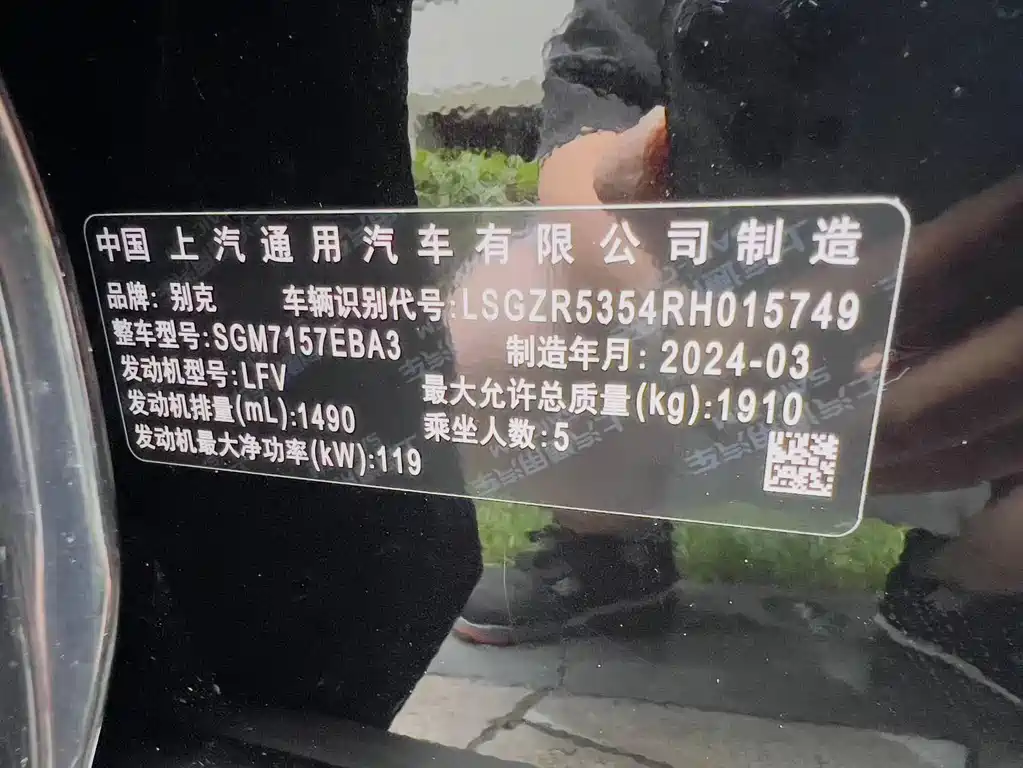 中国上汽通用汽车有限公司制造
品牌: 别克 车辆识别代号:LSGZR5354RH015749
整车型号:SGM7157EBA3 制造年月: 2024-03
发动机型号:LFV 最大允许总质量(kg):1910
发动机排量(mL):1490 乘坐人数:5
发动机最大净功率(kW):119